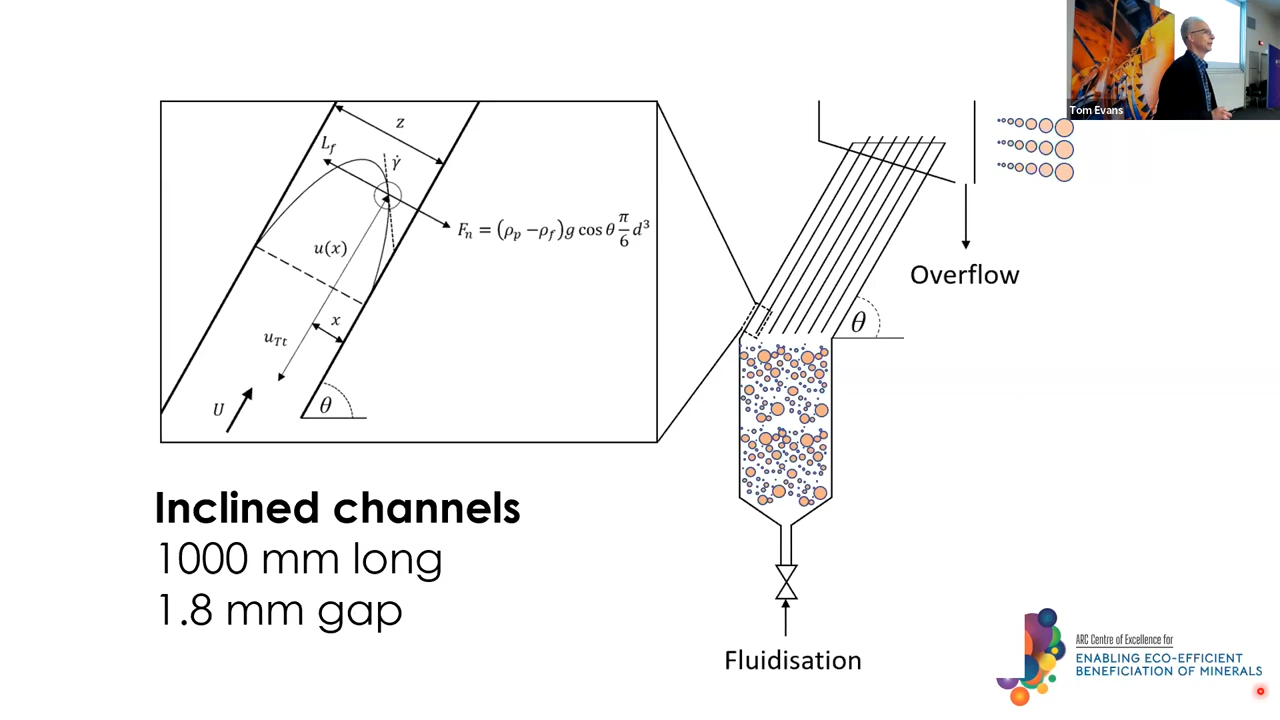 Tom Evans
z
L_f
γ̇
F_n = (ρ_p − ρ_f) g cos θ π/6 d³
u(x)
x
u_Tt
U
θ
Overflow
θ
Inclined channels
1000 mm long
1.8 mm gap
Fluidisation
ARC Centre of Excellence for
ENABLING ECO-EFFICIENT
BENEFICIATION OF MINERALS